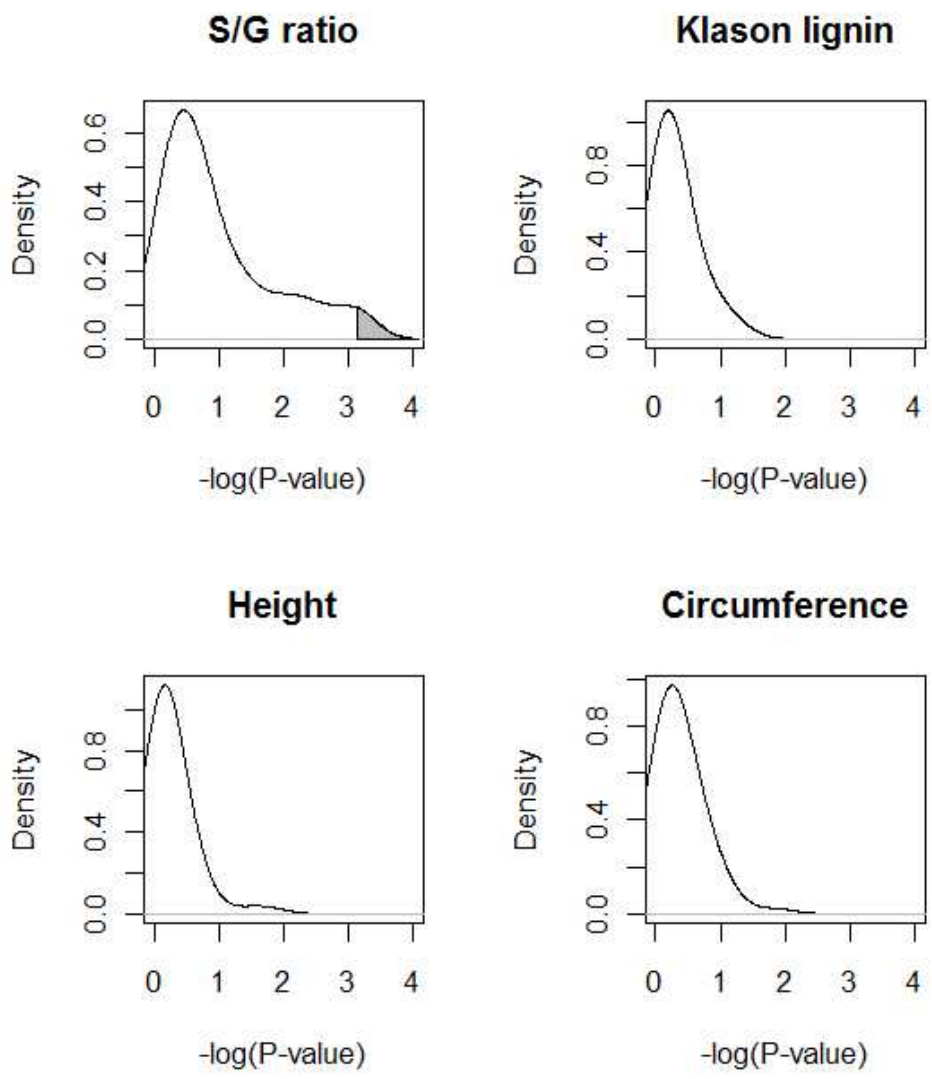 S/G ratio
Density
0.0 0.2 0.4 0.6
0 1 2 3 4
-log(P-value)
Klason lignin
Density
0.0 0.4 0.8
0 1 2 3 4
-log(P-value)
Height
Density
0.0 0.4 0.8
0 1 2 3 4
-log(P-value)
Circumference
Density
0.0 0.4 0.8
0 1 2 3 4
-log(P-value)